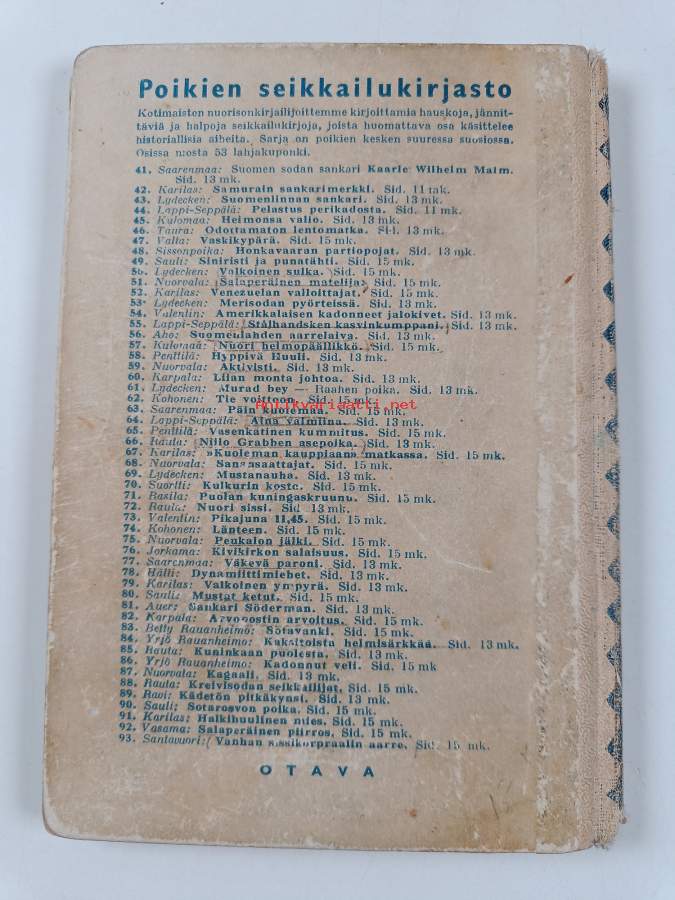 Poikien seikkailukirjasto
Kotimaisten nuorisonkirjailijoittemme kirjoittamia hauskoja, jännit-
täviä ja halpoja seikkailukirjoja, joista huomattava osa käsittelee
historiallisia aiheita. Sarja on poikien kesken suuressa suosiossa.
Osissa n:osta 53 lahjakuponki.
41. Saarenmaa: Suomen sodan sankari Kaarle Wilhelm Malm.
Sid. 13 mk.
42. Karilas: Samurain sankarimerkki. Sid. 11 mk.
43. Lydecken: Suomenlinnan sankari. Sid. 13 mk.
44. Lappi-Seppälä: Pelastus perikadosta. Sid. 11 mk.
45. Kulomaa: Heimonsa valio. Sid. 13 mk.
46. Taura: Odottamaton lentomatka. Sid. 13 mk.
47. Valta: Vaskikypärä. Sid. 15 mk.
48. Sissonpoika: Honkavaaran partiopojat. Sid. 13 mk.
49. Sauli: Siniristi ja punatähti. Sid. 15 mk.
50. Lydecken: Valkoinen sulka. Sid. 15 mk.
51. Nuorvala: Salaperäinen matelija. Sid. 15 mk.
52. Karilas: Venezuelan valloittajat. Sid. 15 mk.
53. Lydecken: Merisodan pyörteissä. Sid. 13 mk.
54. Valentin: Amerikkalaisen kadonneet jalokivet. Sid. 13 mk.
55. Lappi-Seppälä: Stålhandsken kasvinkumppani. Sid. 13 mk.
56. Aho: Suomenlahden aarrelaiva. Sid. 13 mk.
57. Kulomaa: Nuori heimopäällikkö. Sid. 15 mk.
58. Penttilä: Hyppivä Huuli. Sid. 13 mk.
59. Nuorvala: Aktivisti. Sid. 13 mk.
60. Karpala: Liian monta johtoa. Sid. 13 mk.
61. Lydecken: Murad bey — Raahen poika. Sid. 13 mk.
62. Kohonen: Tie voittoon. Sid. 13 mk.
63. Saarenmaa: Päin kuolemaa. Sid. 15 mk.
antikvariaatti.net
64. Lappi-Seppälä: Aina valmiina. Sid. 13 mk.
65. Penttilä: Vasenkätinen kummitus. Sid. 15 mk.
66. Rauta: Niilo Grabben asepoika. Sid. 13 mk.
67. Karilas: »Kuoleman kauppiaan» matkassa. Sid. 15 mk.
68. Nuorvala: Sanansaattajat. Sid. 13 mk.
69. Lydecken: Mustanauha. Sid. 13 mk.
70. Suortti: Kulkurin kosto. Sid. 15 mk.
71. Basila: Puolan kuningaskruunu. Sid. 15 mk.
72. Rauta: Nuori sissi. Sid. 13 mk.
73. Valentin: Pikajuna 11,45. Sid. 13 mk.
74. Kohonen: Länteen. Sid. 15 mk.
75. Nuorvala: Peukalon jälki. Sid. 15 mk.
76. Jorkama: Kivikirkon salaisuus. Sid. 15 mk.
77. Saarenmaa: Väkevä paroni. Sid. 13 mk.
78. Hälli: Dynamiittimiehet. Sid. 13 mk.
79. Karilas: Valkoinen ympyrä. Sid. 13 mk.
80. Sauli: Mustat ketut. Sid. 15 mk.
81. Auer: Sankari Söderman. Sid. 13 mk.
82. Karpala: Arvopostin arvoitus. Sid. 15 mk.
83. Betty Rauanheimo: Sotavanki. Sid. 13 mk.
84. Yrjö Rauanheimo: Kaksitoista helmisärkkää. Sid. 13 mk.
85. Rauta: Kuninkaan puolesta. Sid. 13 mk.
86. Yrjö Rauanheimo: Kadonnut veli. Sid. 15 mk.
87. Nuorvala: Kagaali. Sid. 13 mk.
88. Rauta: Kreivisodan seikkailijat. Sid. 15 mk.
89. Ravi: Kädetön pitkäkynsi. Sid. 13 mk.
90. Sauli: Sotarosvon poika. Sid. 15 mk.
91. Karilas: Halkihuulinen mies. Sid. 15 mk.
92. Vasama: Salaperäinen piirros. Sid. 15 mk.
93. Santavuori: Vanhan sissikorpraalin aarre. Sid. 15 mk.
OTAVA